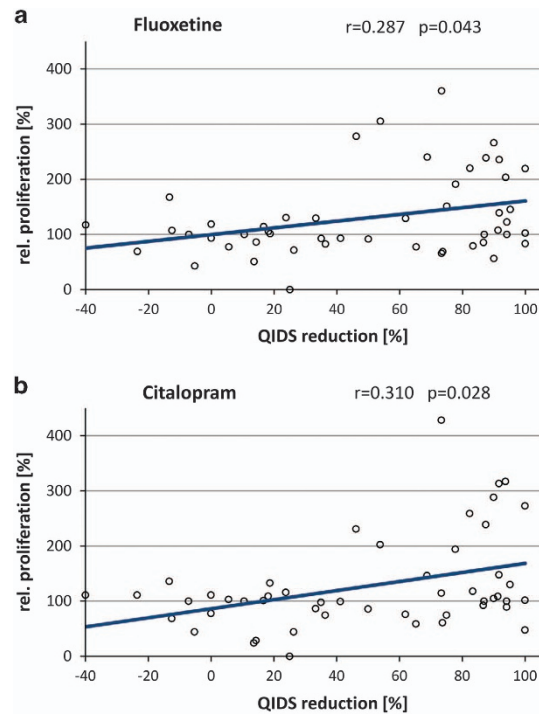 a
Fluoxetine r=0.287 p=0.043
rel. proliferation [%]
400
300
200
100
0
-40 -20 0 20 40 60 80 100
QIDS reduction [%]
b
Citalopram r=0.310 p=0.028
rel. proliferation [%]
400
300
200
100
0
-40 -20 0 20 40 60 80 100
QIDS reduction [%]